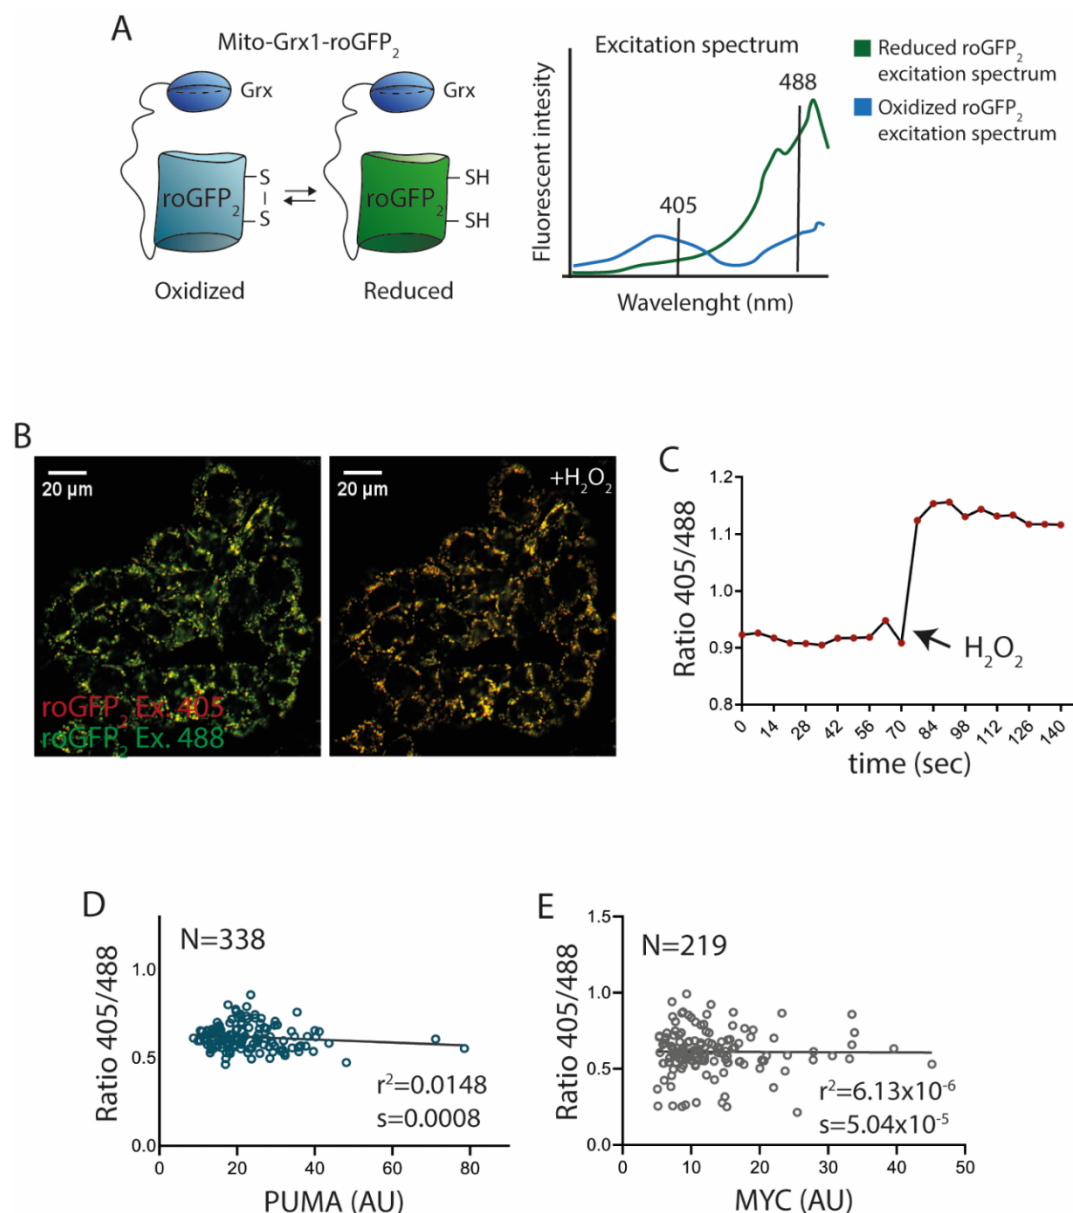 A
Mito-Grx1-roGFP2
Grx
Grx
roGFP2
S
S
roGFP2
SH
SH
Oxidized
Reduced
Excitation spectrum
488
405
Fluorescent intesity
Wavelenght (nm)
Reduced roGFP2
excitation spectrum
Oxidized roGFP2
excitation spectrum
B
20 µm
roGFP2 Ex. 405
roGFP2 Ex. 488
20 µm
+H2O2
C
Ratio 405/488
1.2
1.1
1.0
0.9
0.8
H2O2
0 14 28 42 56 70 84 98 112 126 140
time (sec)
D
N=338
Ratio 405/488
1.0
0.5
0.0
r²=0.0148
s=0.0008
0 20 40 60 80
PUMA (AU)
E
N=219
Ratio 405/488
1.5
1.0
0.5
0.0
r²=6.13x10⁻⁶
s=5.04x10⁻⁵
0 10 20 30 40 50
MYC (AU)